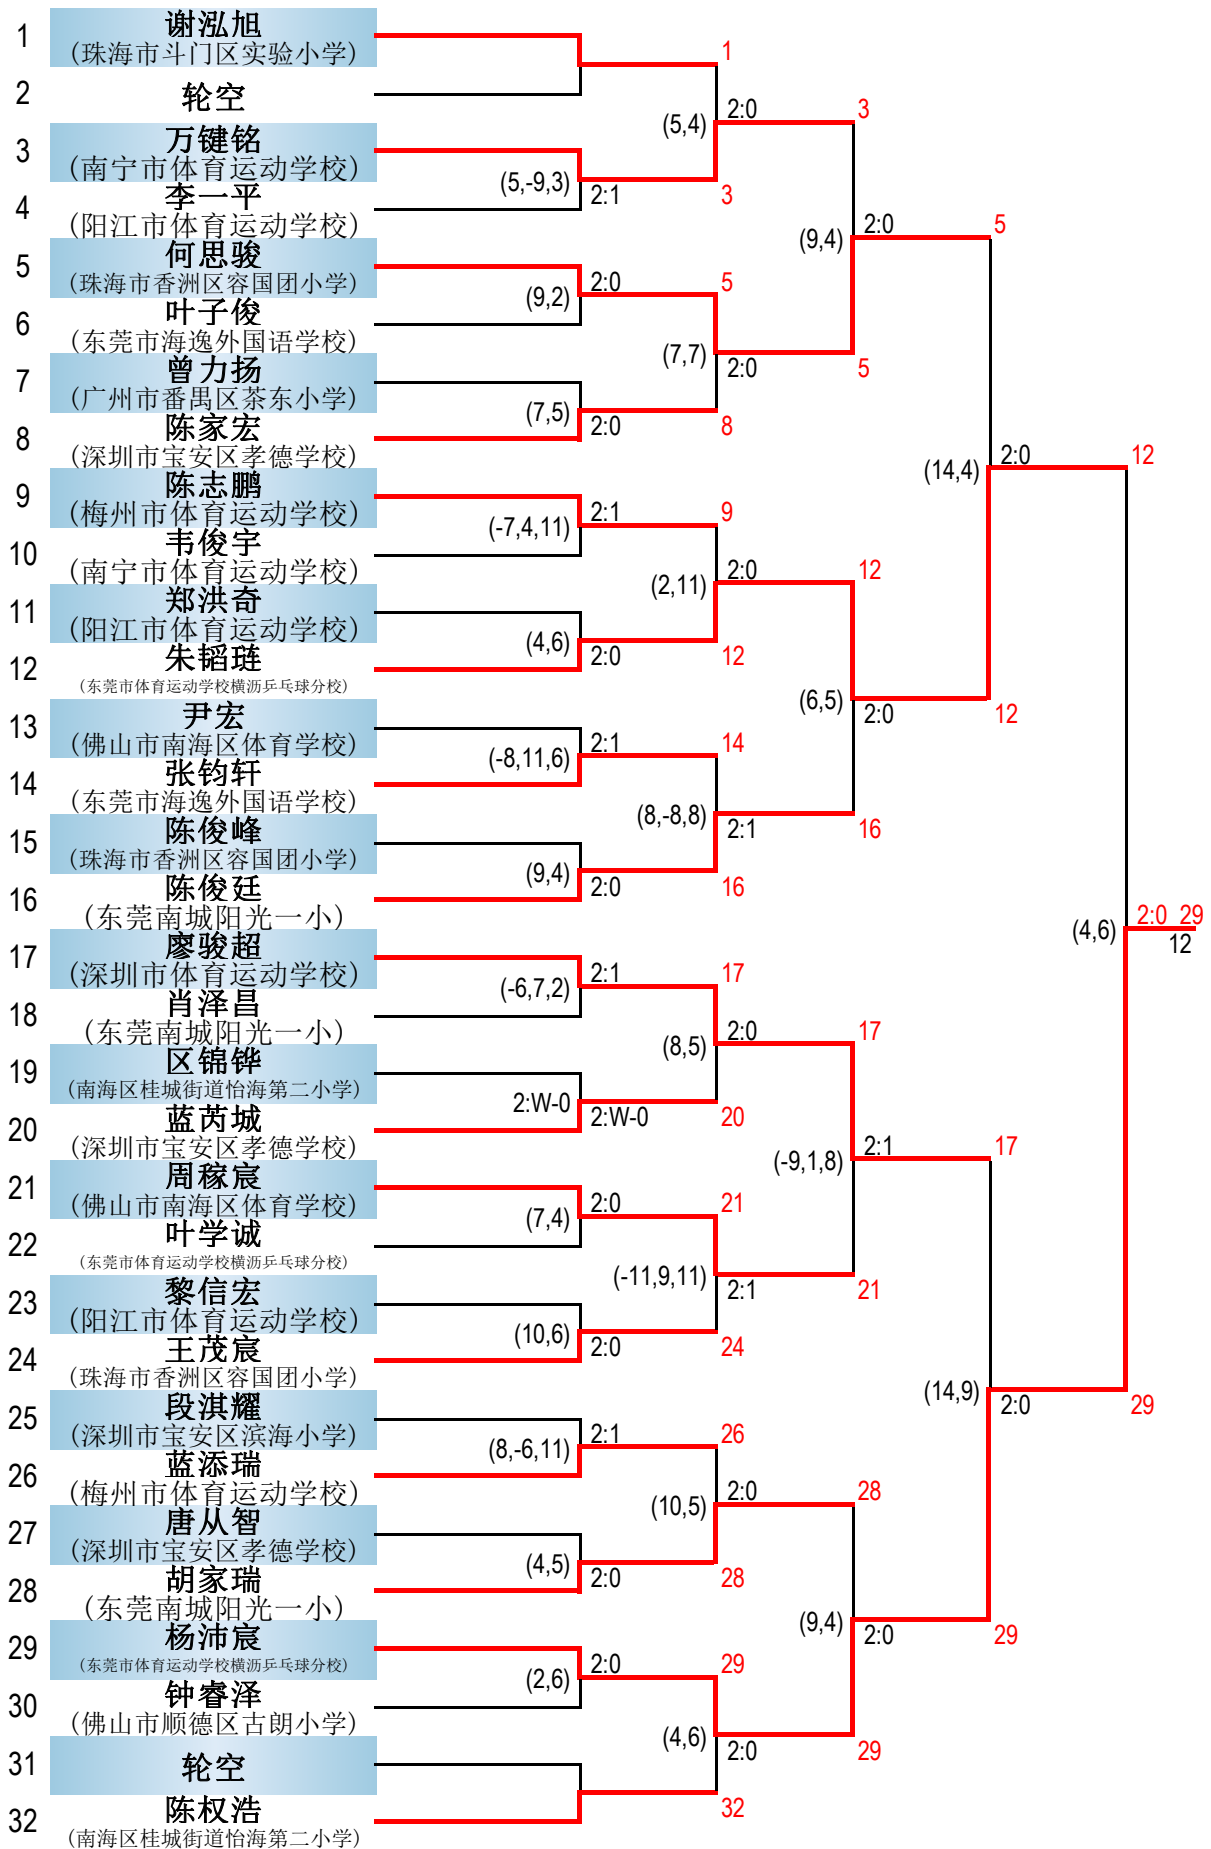 1 谢泓旭
(珠海市斗门区实验小学)
2 轮空
3 万键铭
(南宁市体育运动学校)
4 李一平
(阳江市体育运动学校)
5 何思骏
(珠海市香洲区容国团小学)
6 叶子俊
(东莞市海逸外国语学校)
7 曾力扬
(广州市番禺区茶东小学)
8 陈家宏
(深圳市宝安区孝德学校)
9 陈志鹏
(梅州市体育运动学校)
10 韦俊宇
(南宁市体育运动学校)
11 郑洪奇
(阳江市体育运动学校)
12 朱韬琏
(东莞市体育运动学校横沥乒乓球分校)
13 尹宏
(佛山市南海区体育学校)
14 张钧轩
(东莞市海逸外国语学校)
15 陈俊峰
(珠海市香洲区容国团小学)
16 陈俊廷
(东莞南城阳光一小)
17 廖骏超
(深圳市体育运动学校)
18 肖泽昌
(东莞南城阳光一小)
19 区锦铧
(南海区桂城街道怡海第二小学)
20 蓝芮城
(深圳市宝安区孝德学校)
21 周稼宸
(佛山市南海区体育学校)
22 叶学诚
(东莞市体育运动学校横沥乒乓球分校)
23 黎信宏
(阳江市体育运动学校)
24 王茂宸
(珠海市香洲区容国团小学)
25 段淇耀
(深圳市宝安区滨海小学)
26 蓝添瑞
(梅州市体育运动学校)
27 唐从智
(深圳市宝安区孝德学校)
28 胡家瑞
(东莞南城阳光一小)
29 杨沛宸
(东莞市体育运动学校横沥乒乓球分校)
30 钟睿泽
(佛山市顺德区古朗小学)
31 轮空
32 陈权浩
(南海区桂城街道怡海第二小学)
1
(5,-9,3) 2:1 3
(9,2) 2:0 5
(7,5) 2:0 8
(-7,4,11) 2:1 9
(4,6) 2:0 12
(-8,11,6) 2:1 14
(9,4) 2:0 16
(-6,7,2) 2:1 17
2:W-0 2:W-0 20
(7,4) 2:0 21
(10,6) 2:0 24
(8,-6,11) 2:1 26
(4,5) 2:0 28
(2,6) 2:0 29
32
(5,4) 2:0 3
(7,7) 2:0 5
(2,11) 2:0 12
(8,-8,8) 2:1 16
(8,5) 2:0 17
(-11,9,11) 2:1 21
(10,5) 2:0 28
(4,6) 2:0 29
(9,4) 2:0 5
(6,5) 2:0 12
(-9,1,8) 2:1 17
(9,4) 2:0 29
(14,4) 2:0 12
(14,9) 2:0 29
(4,6) 2:0 29
12